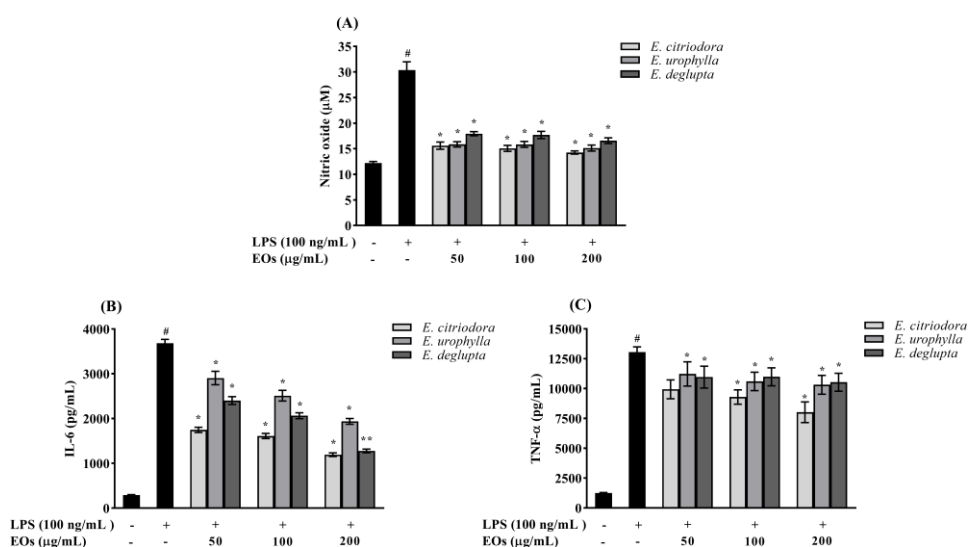 (A)
E. citriodora
E. urophylla
E. deglupta
Nitric oxide (μM)
35
30
25
20
15
10
5
0
#
* * *
* * *
* * *
LPS (100 ng/mL ) - + + + +
EOs (μg/mL) - - 50 100 200
(B)
E. citriodora
E. urophylla
E. deglupta
IL-6 (pg/mL)
4000
3000
2000
1000
0
#
* * *
* * *
* * **
LPS (100 ng/mL ) - + + + +
EOs (μg/mL) - - 50 100 200
(C)
E. citriodora
E. urophylla
E. deglupta
TNF-α (pg/mL)
15000
12500
10000
7500
5000
2500
0
#
* *
* * *
* * *
LPS (100 ng/mL ) - + + + +
EOs (μg/mL) - - 50 100 200